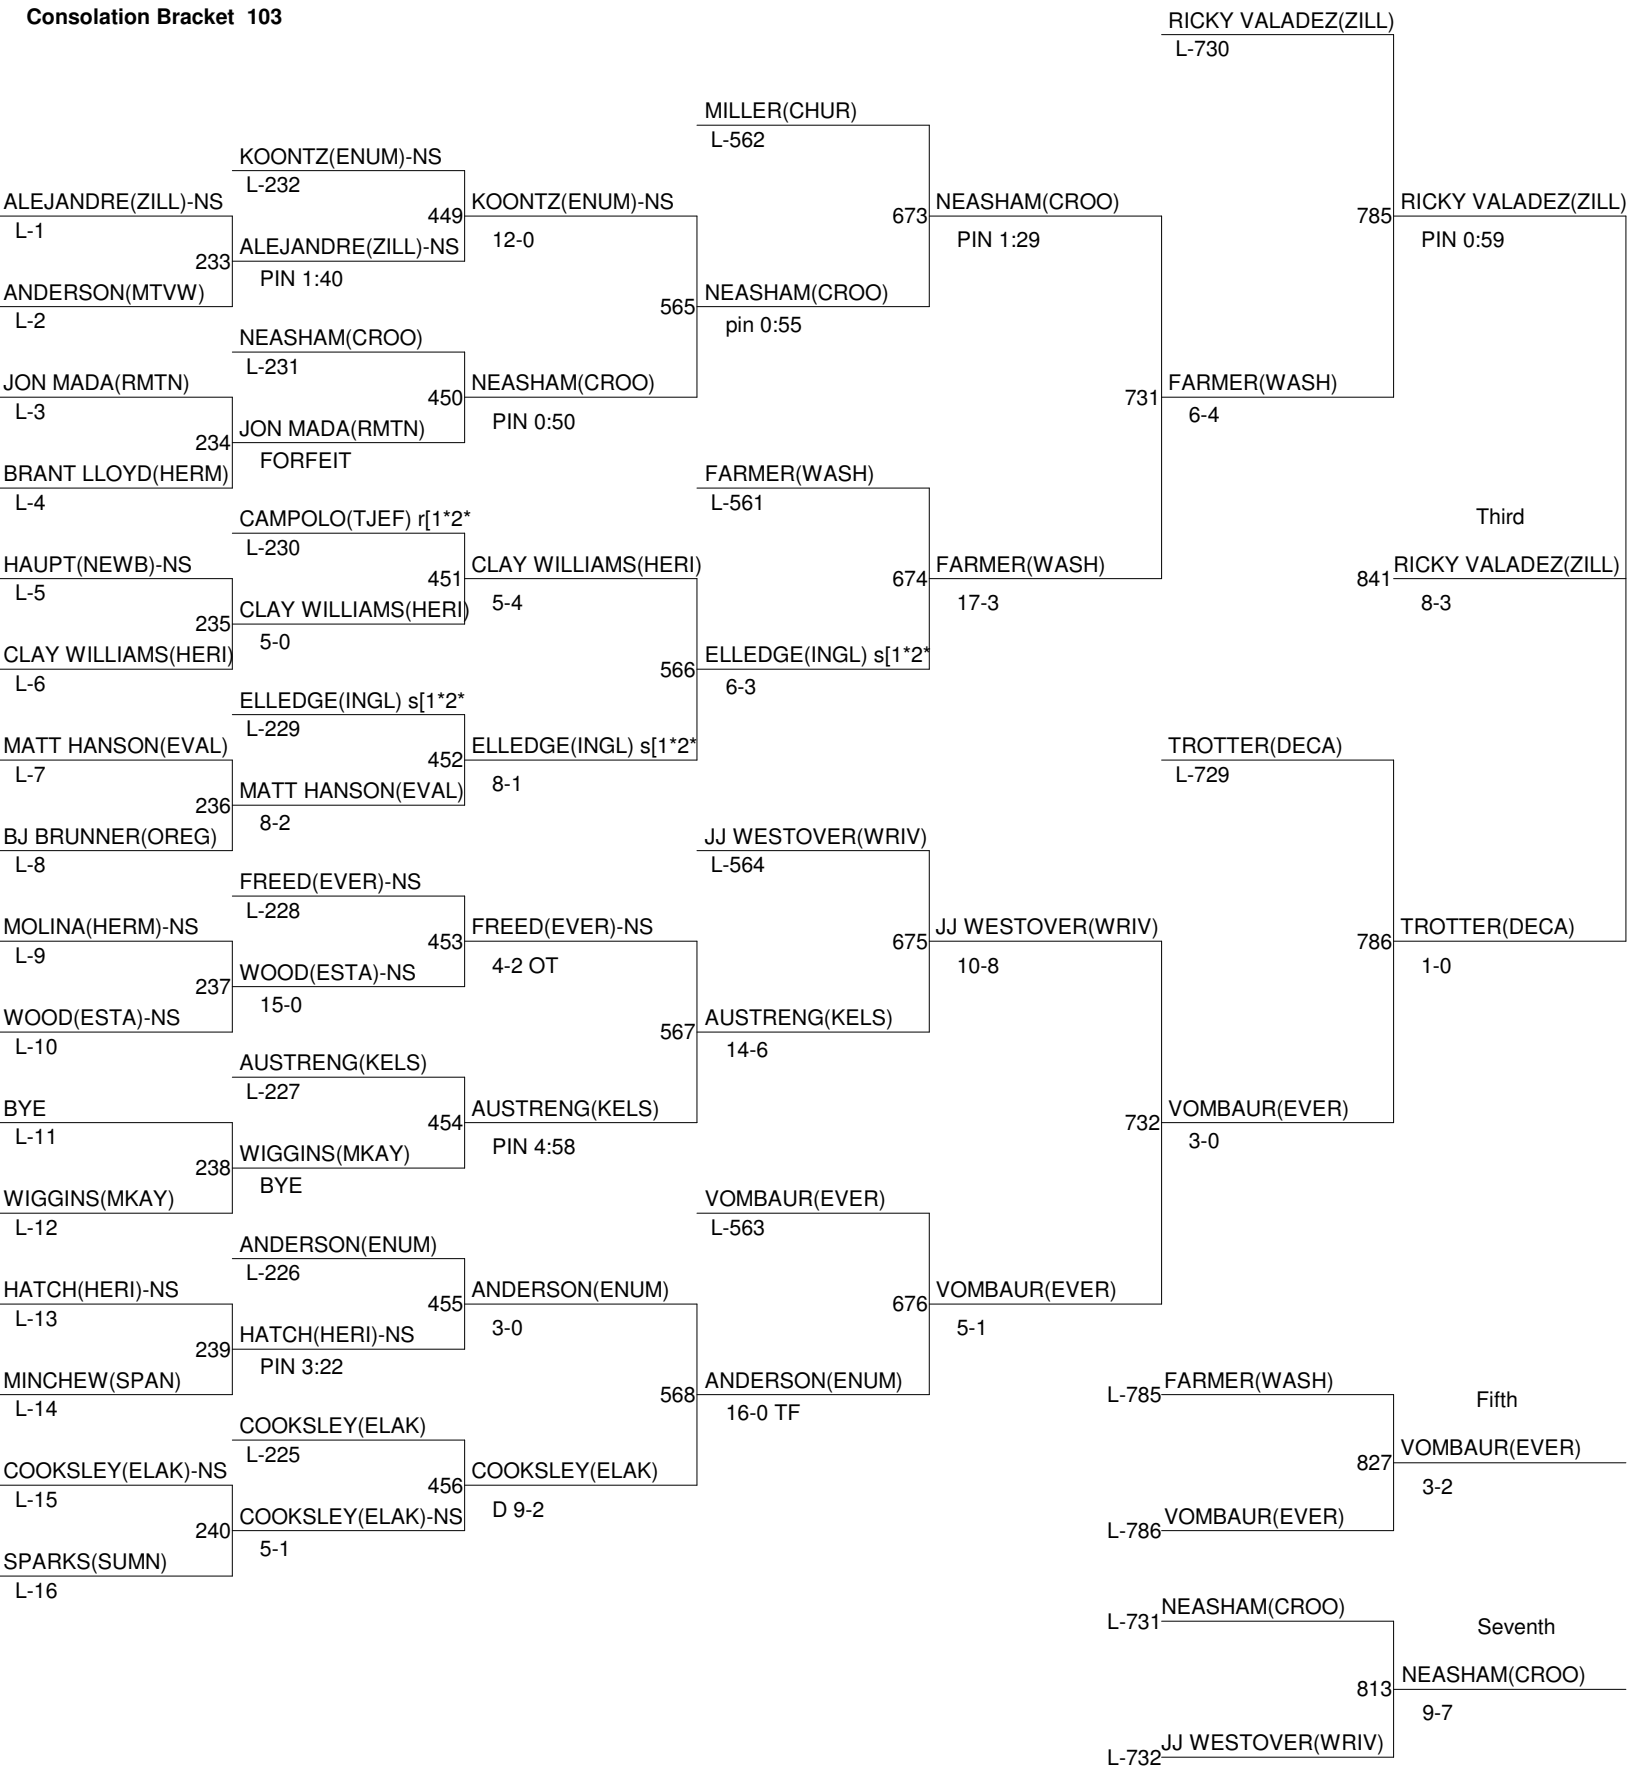 Consolation Bracket 103
RICKY VALADEZ(ZILL)
L-730
MILLER(CHUR)
L-562
KOONTZ(ENUM)-NS
L-232
ALEJANDRE(ZILL)-NS
L-1
449 KOONTZ(ENUM)-NS
12-0
673 NEASHAM(CROO)
PIN 1:29
785 RICKY VALADEZ(ZILL)
PIN 0:59
233 ALEJANDRE(ZILL)-NS
PIN 1:40
ANDERSON(MTVW)
L-2
565 NEASHAM(CROO)
pin 0:55
NEASHAM(CROO)
L-231
JON MADA(RMTN)
L-3
450 NEASHAM(CROO)
PIN 0:50
731 FARMER(WASH)
6-4
234 JON MADA(RMTN)
FORFEIT
BRANT LLOYD(HERM)
L-4
FARMER(WASH)
L-561
CAMPOLO(TJEF) r[1*2*
L-230
Third
HAUPT(NEWB)-NS
L-5
451 CLAY WILLIAMS(HERI)
5-4
674 FARMER(WASH)
17-3
841 RICKY VALADEZ(ZILL)
8-3
235 CLAY WILLIAMS(HERI)
5-0
CLAY WILLIAMS(HERI)
L-6
566 ELLEDGE(INGL) s[1*2*
6-3
ELLEDGE(INGL) s[1*2*
L-229
MATT HANSON(EVAL)
L-7
452 ELLEDGE(INGL) s[1*2*
8-1
TROTTER(DECA)
L-729
236 MATT HANSON(EVAL)
8-2
BJ BRUNNER(OREG)
L-8
JJ WESTOVER(WRIV)
L-564
FREED(EVER)-NS
L-228
MOLINA(HERM)-NS
L-9
453 FREED(EVER)-NS
4-2 OT
675 JJ WESTOVER(WRIV)
10-8
786 TROTTER(DECA)
1-0
237 WOOD(ESTA)-NS
15-0
WOOD(ESTA)-NS
L-10
567 AUSTRENG(KELS)
14-6
AUSTRENG(KELS)
L-227
BYE
L-11
454 AUSTRENG(KELS)
PIN 4:58
732 VOMBAUR(EVER)
3-0
238 WIGGINS(MKAY)
BYE
WIGGINS(MKAY)
L-12
VOMBAUR(EVER)
L-563
ANDERSON(ENUM)
L-226
HATCH(HERI)-NS
L-13
455 ANDERSON(ENUM)
3-0
676 VOMBAUR(EVER)
5-1
239 HATCH(HERI)-NS
PIN 3:22
MINCHEW(SPAN)
L-14
568 ANDERSON(ENUM)
16-0 TF
L-785 FARMER(WASH)
Fifth
COOKSLEY(ELAK)
L-225
827 VOMBAUR(EVER)
3-2
COOKSLEY(ELAK)-NS
L-15
456 COOKSLEY(ELAK)
D 9-2
240 COOKSLEY(ELAK)-NS
5-1
L-786 VOMBAUR(EVER)
SPARKS(SUMN)
L-16
L-731 NEASHAM(CROO)
Seventh
813 NEASHAM(CROO)
9-7
L-732 JJ WESTOVER(WRIV)